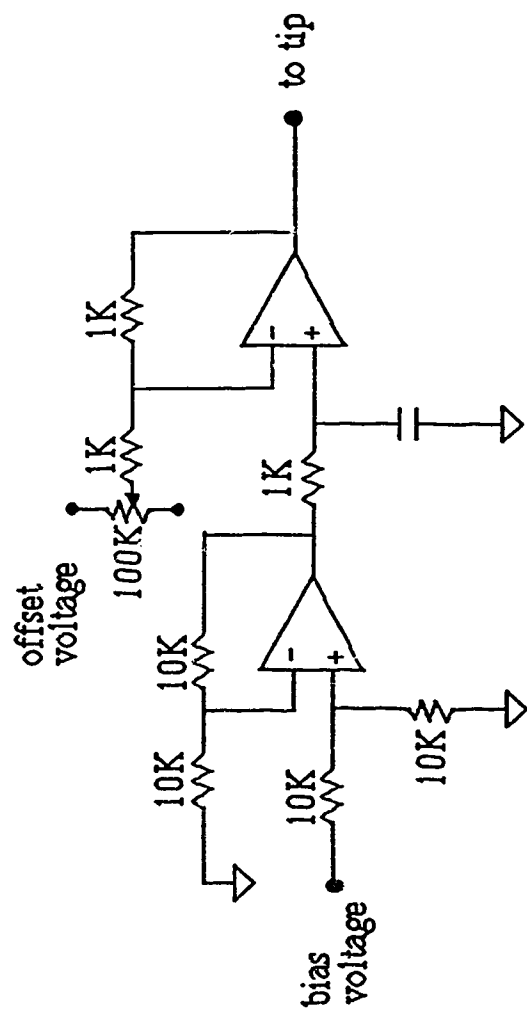 offset
voltage
100K
1K
1K
to tip
10K
10K
-
+
1K
-
+
bias
voltage
10K
10K